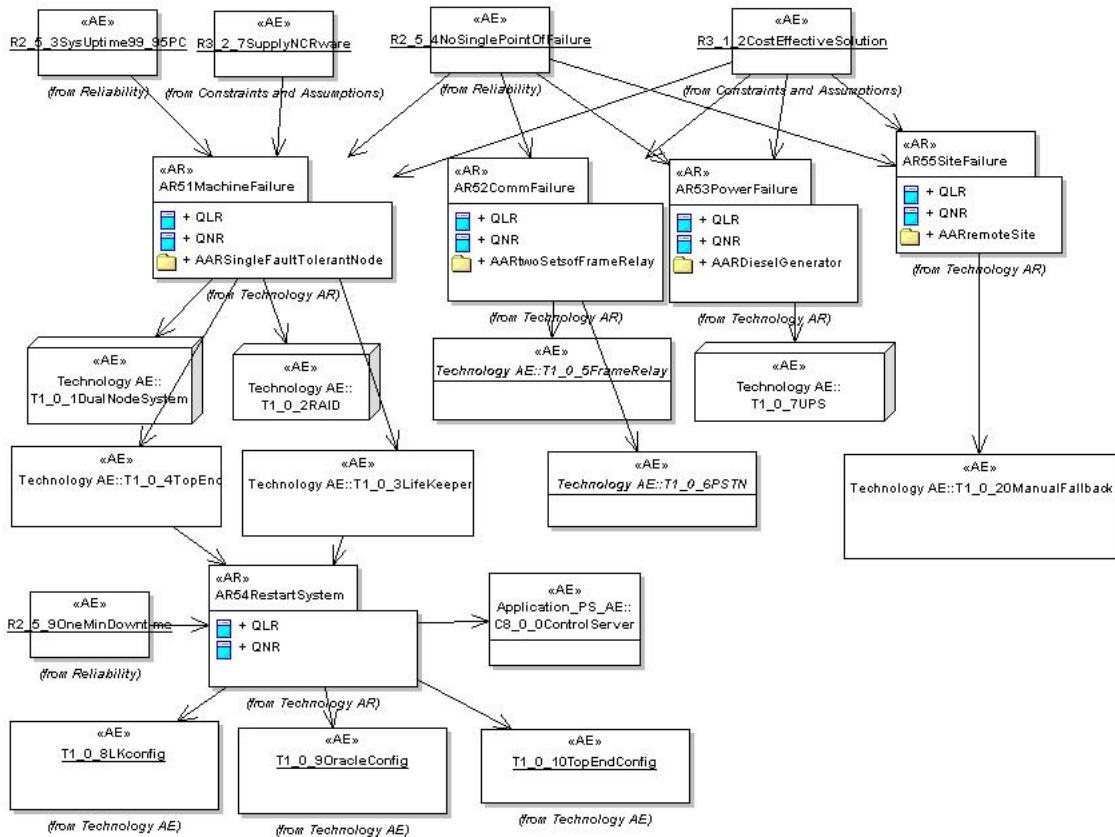 «AE»
R2_5_3SysUptime99_95PC
(from Reliability)
«AE»
R3_2_7SupplyNCRware
(from Constraints and Assumptions)
«AE»
R2_5_4NoSinglePointOfFailure
(from Reliability)
«AE»
R3_1_2CostEffectiveSolution
(from Constraints and Assumptions)
«AR»
AR51MachineFailure
+ QLR
+ QNR
+ AARSingleFaultTolerantNode
(from Technology AR)
«AR»
AR52CommFailure
+ QLR
+ QNR
+ AARtwoSetsofFrameRelay
(from Technology AR)
«AR»
AR53PowerFailure
+ QLR
+ QNR
+ AARDieselGenerator
(from Technology AR)
«AR»
AR55SiteFailure
+ QLR
+ QNR
+ AARremoteSite
(from Technology AR)
«AE»
Technology AE::
T1_0_1DualNodeSystem
«AE»
Technology AE::
T1_0_2RAID
«AE»
Technology AE::T1_0_5FrameRelay
«AE»
Technology AE::
T1_0_7UPS
«AE»
Technology AE::T1_0_4TopEnd
«AE»
Technology AE::T1_0_3LifeKeeper
«AE»
Technology AE::T1_0_6PSTN
«AE»
Technology AE::T1_0_20ManualFallback
«AR»
AR54RestartSystem
+ QLR
+ QNR
(from Technology AR)
«AE»
R2_5_9OneMinDowntime
(from Reliability)
«AE»
Application_PS_AE::
C8_0_0ControlServer
«AE»
T1_0_8LKconfig
(from Technology AE)
«AE»
T1_0_9OracleConfig
(from Technology AE)
«AE»
T1_0_10TopEndConfig
(from Technology AE)